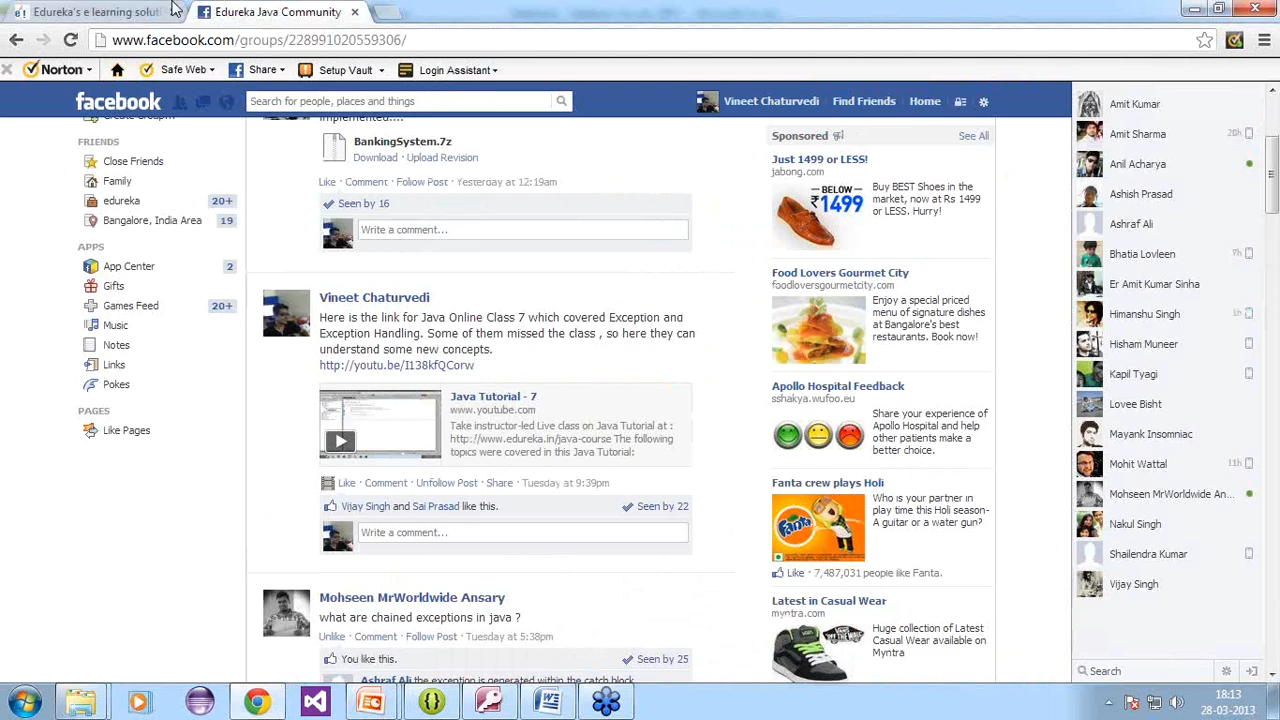 Edureka's e learning soluti
Edureka Java Community
www.facebook.com/groups/228991020559306/
Norton
Safe Web
Share
Setup Vault
Login Assistant
facebook
Search for people, places and things
Vineet Chaturvedi
Find Friends
Home
FRIENDS
Close Friends
Family
edureka 20+
Bangalore, India Area 19
APPS
App Center 2
Gifts
Games Feed 20+
Music
Notes
Links
Pokes
PAGES
Like Pages
implemented....
BankingSystem.7z
Download · Upload Revision
Like · Comment · Follow Post · Yesterday at 12:19am
Seen by 16
Write a comment...
Vineet Chaturvedi
Here is the link for Java Online Class 7 which covered Exception and
Exception Handling. Some of them missed the class , so here they can
understand some new concepts.
http://youtu.be/I138kfQCorw
Java Tutorial - 7
www.youtube.com
Take instructor-led Live class on Java Tutorial at :
http://www.edureka.in/java-course The following
topics were covered in this Java Tutorial:
Like · Comment · Unfollow Post · Share · Tuesday at 9:39pm
Vijay Singh and Sai Prasad like this.
Seen by 22
Write a comment...
Mohseen MrWorldwide Ansary
what are chained exceptions in java ?
Unlike · Comment · Follow Post · Tuesday at 5:38pm
You like this.
Seen by 25
Ashraf Ali the exception is generated within the catch block
Sponsored
See All
Just 1499 or LESS!
jabong.com
BELOW
₹1499
Buy BEST Shoes in the
market, now at Rs 1499
or LESS. Hurry!
Food Lovers Gourmet City
foodloversgourmetcity.com
Enjoy a special priced
menu of signature dishes
at Bangalore's best
restaurants. Book now!
Apollo Hospital Feedback
sshakya.wufoo.eu
Share your experience of
Apollo Hospital and help
other patients make a
better choice.
Fanta crew plays Holi
Fanta
Who is your partner in
play time this Holi season-
A guitar or a water gun?
Like · 7,487,031 people like Fanta.
Latest in Casual Wear
myntra.com
Huge collection of Latest
Casual Wear available on
Myntra
Amit Kumar
Amit Sharma 20h
Anil Acharya
Ashish Prasad
Ashraf Ali
Bhatia Lovleen 7h
Er Amit Kumar Sinha
Himanshu Singh 1h
Hisham Muneer
Kapil Tyagi
Lovee Bisht
Mayank Insomniac
Mohit Wattal 11h
Mohseen MrWorldwide An...
Nakul Singh
Shailendra Kumar
Vijay Singh
Search
18:13
28-03-2013